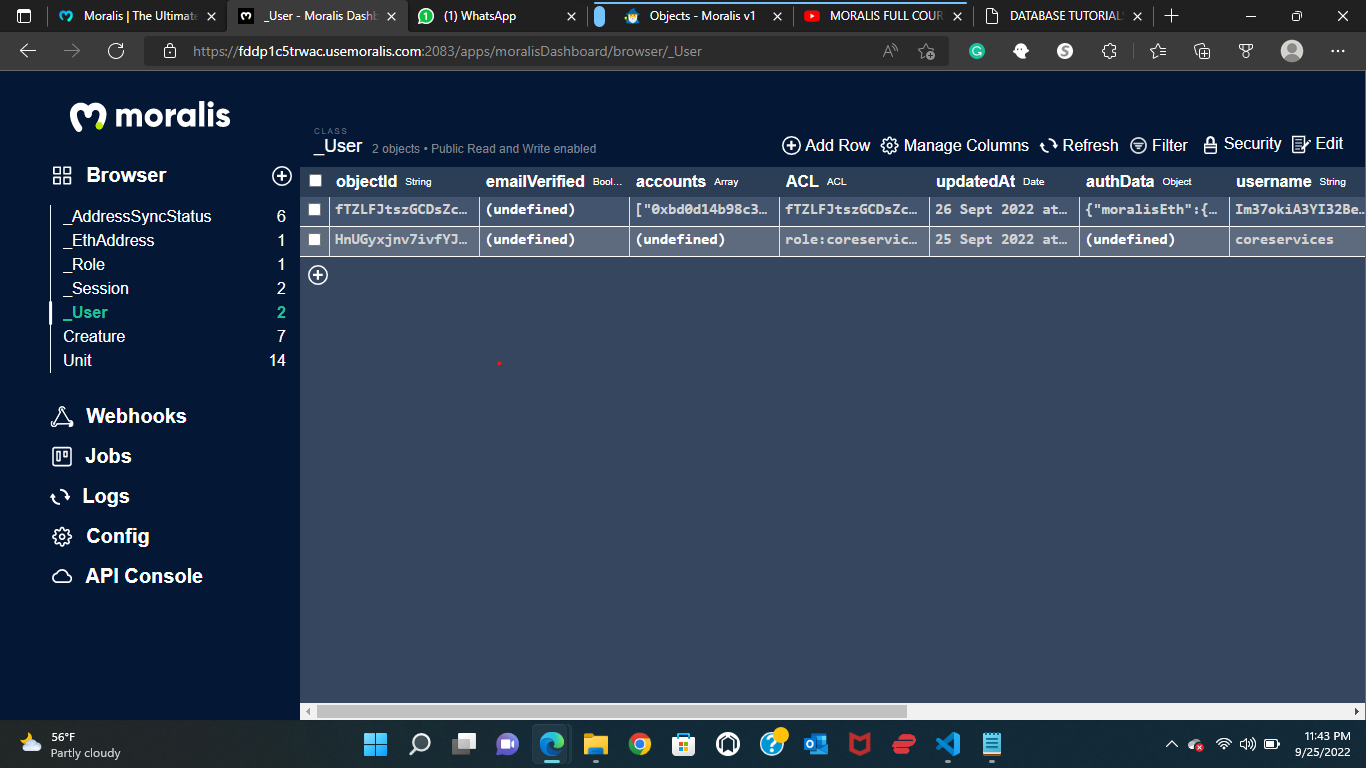 Moralis | The Ultimate
_User - Moralis Dashb
(1) WhatsApp
Objects - Moralis v1
MORALIS FULL COUR
DATABASE TUTORIAL
https://fddp1c5trwac.usemoralis.com:2083/apps/moralisDashboard/browser/_User
moralis
Browser
_AddressSyncStatus 6
_EthAddress 1
_Role 1
_Session 2
_User 2
Creature 7
Unit 14
Webhooks
Jobs
Logs
Config
API Console
CLASS
_User 2 objects • Public Read and Write enabled
Add Row Manage Columns Refresh Filter Security Edit
objectId String emailVerified Bool... accounts Array ACL ACL updatedAt Date authData Object username String
fTZLFJtszGCDsZc... (undefined) ["0xbd0d14b98c3... fTZLFJtszGCDsZc... 26 Sept 2022 at... {"moralisEth":{... Im37okiA3YI32Be...
HnUGyxjnv7ivfYJ... (undefined) (undefined) role:coreservic... 25 Sept 2022 at... (undefined) coreservices
56°F
Partly cloudy
11:43 PM
9/25/2022